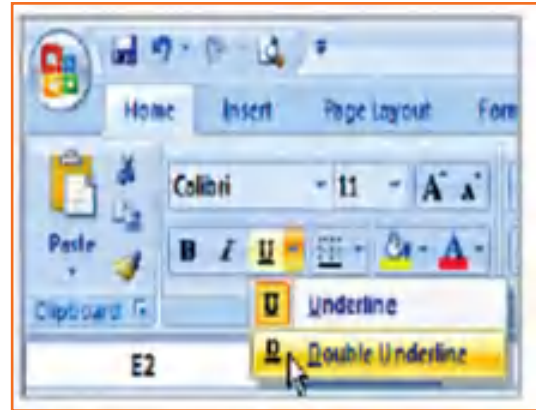 Home Insert Page Layout Form
Calibri 11 A A
Paste B I U A
Clipboard
U Underline
D Double Underline
E2